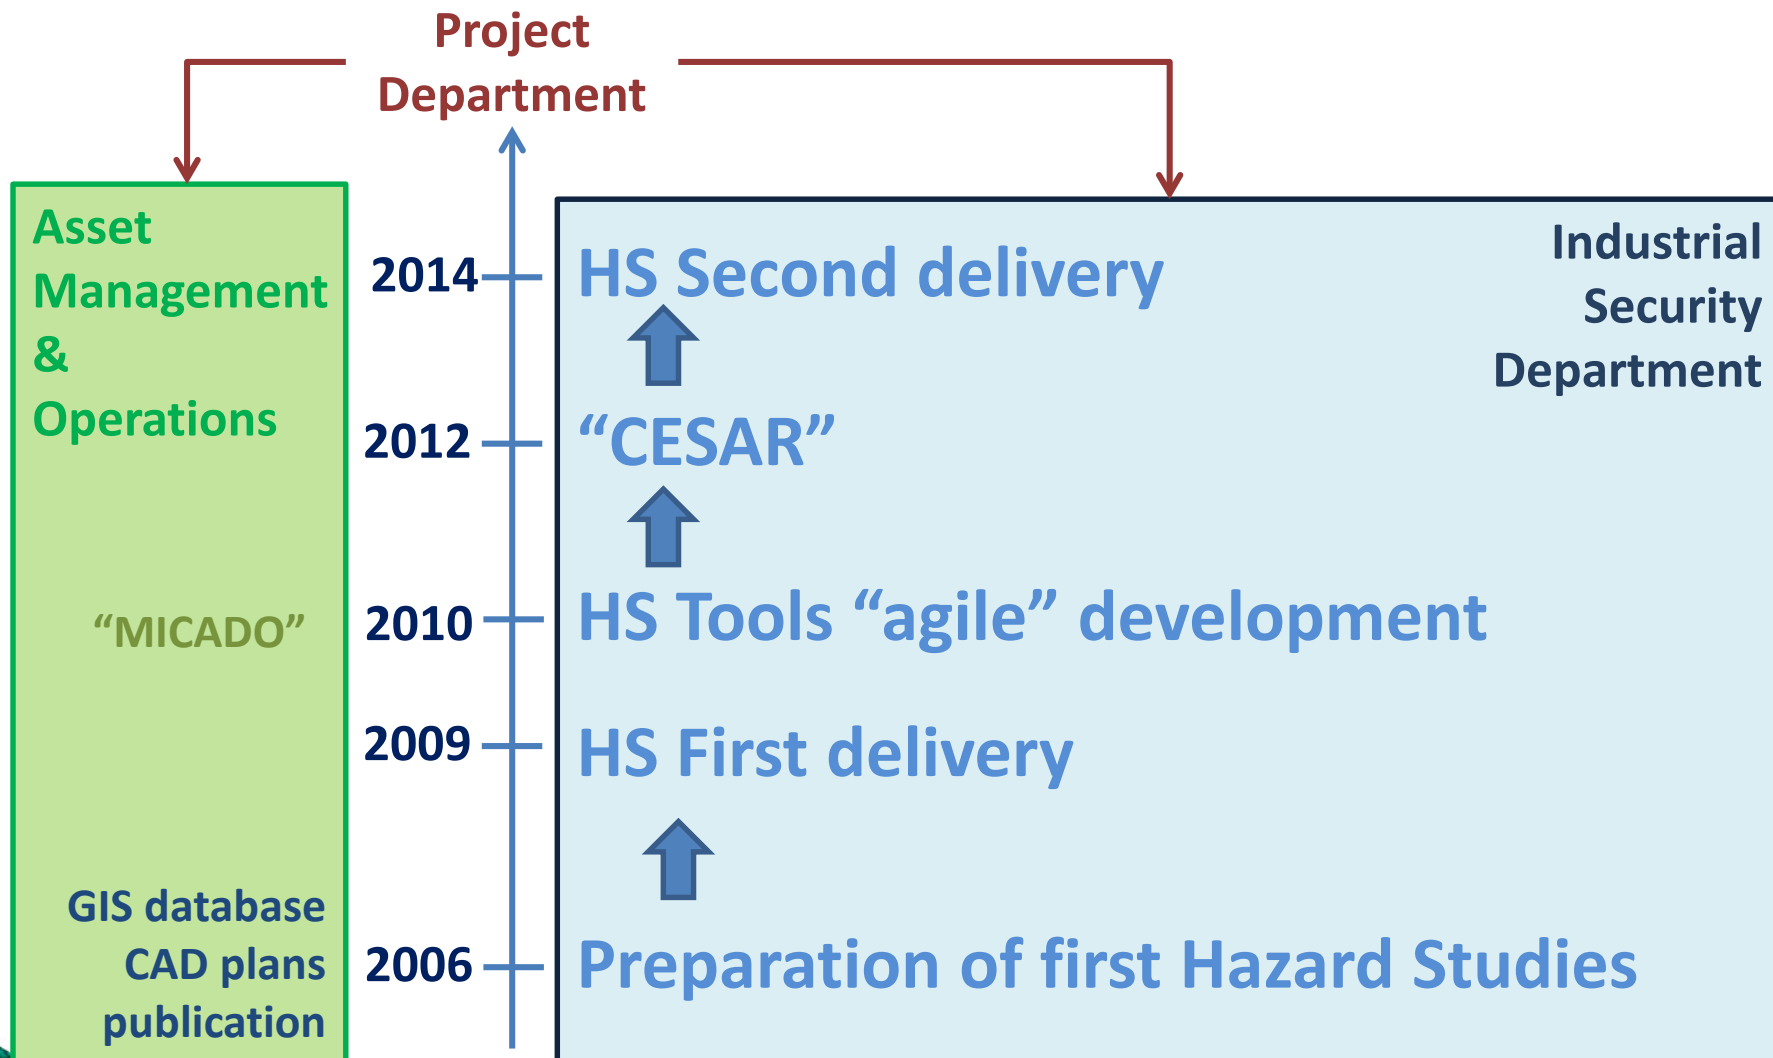 Project
Department
Asset
Management
&
Operations
“MICADO”
GIS database
CAD plans
publication
2014
2012
2010
2009
2006
Industrial
Security
Department
HS Second delivery
“CESAR”
HS Tools “agile” development
HS First delivery
Preparation of first Hazard Studies